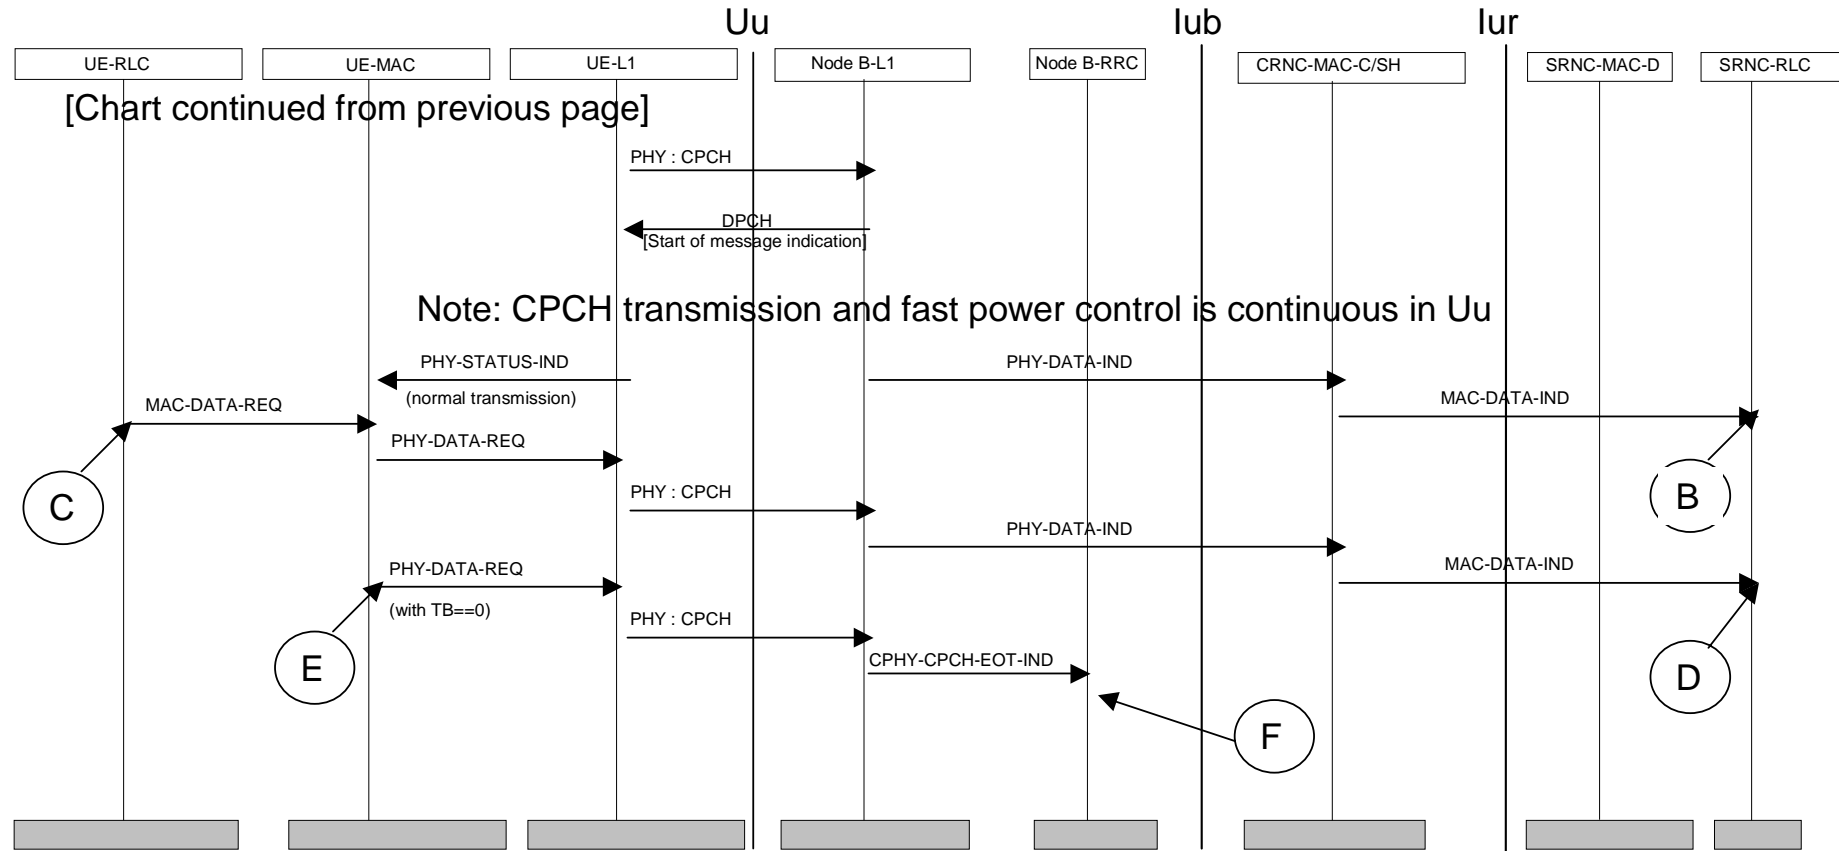 Uu
Iub
Iur
UE-RLC
UE-MAC
UE-L1
Node B-L1
Node B-RRC
CRNC-MAC-C/SH
SRNC-MAC-D
SRNC-RLC
[Chart continued from previous page]
PHY : CPCH
DPCH
[Start of message indication]
Note: CPCH transmission and fast power control is continuous in Uu
PHY-STATUS-IND
PHY-DATA-IND
(normal transmission)
MAC-DATA-REQ
MAC-DATA-IND
PHY-DATA-REQ
C
B
PHY : CPCH
PHY-DATA-IND
PHY-DATA-REQ
MAC-DATA-IND
(with TB==0)
PHY : CPCH
E
CPHY-CPCH-EOT-IND
D
F